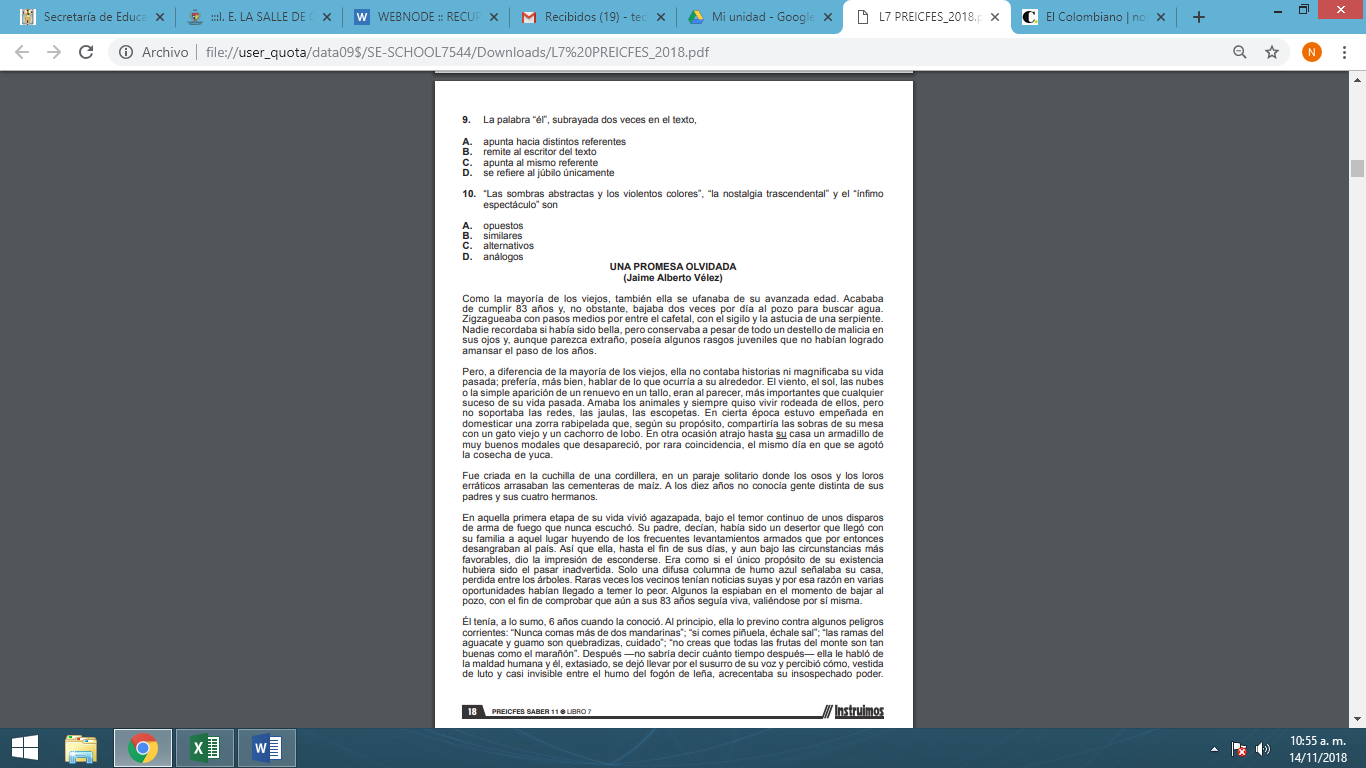 Secretaría de Educa
:::I. E. LA SALLE DE C
WEBNODE :: RECUP
Recibidos (19) - tec
Mi unidad - Google
L7 PREICFES_2018.p
El Colombiano | no
Archivo
file://user_quota/data09$/SE-SCHOOL7544/Downloads/L7%20PREICFES_2018.pdf
N
9. La palabra “él”, subrayada dos veces en el texto,
A. apunta hacia distintos referentes
B. remite al escritor del texto
C. apunta al mismo referente
D. se refiere al júbilo únicamente
10. “Las sombras abstractas y los violentos colores”, “la nostalgia trascendental” y el “ínfimo
espectáculo” son
A. opuestos
B. similares
C. alternativos
D. análogos
UNA PROMESA OLVIDADA
(Jaime Alberto Vélez)
Como la mayoría de los viejos, también ella se ufanaba de su avanzada edad. Acababa
de cumplir 83 años y, no obstante, bajaba dos veces por día al pozo para buscar agua.
Zigzagueaba con pasos medios por entre el cafetal, con el sigilo y la astucia de una serpiente.
Nadie recordaba si había sido bella, pero conservaba a pesar de todo un destello de malicia en
sus ojos y, aunque parezca extraño, poseía algunos rasgos juveniles que no habían logrado
amansar el paso de los años.
Pero, a diferencia de la mayoría de los viejos, ella no contaba historias ni magnificaba su vida
pasada; prefería, más bien, hablar de lo que ocurría a su alrededor. El viento, el sol, las nubes
o la simple aparición de un renuevo en un tallo, eran al parecer, más importantes que cualquier
suceso de su vida pasada. Amaba los animales y siempre quiso vivir rodeada de ellos, pero
no soportaba las redes, las jaulas, las escopetas. En cierta época estuvo empeñada en
domesticar una zorra rabipelada que, según su propósito, compartiría las sobras de su mesa
con un gato viejo y un cachorro de lobo. En otra ocasión atrajo hasta su casa un armadillo de
muy buenos modales que desapareció, por rara coincidencia, el mismo día en que se agotó
la cosecha de yuca.
Fue criada en la cuchilla de una cordillera, en un paraje solitario donde los osos y los loros
erráticos arrasaban las cementeras de maíz. A los diez años no conocía gente distinta de sus
padres y sus cuatro hermanos.
En aquella primera etapa de su vida vivió agazapada, bajo el temor continuo de unos disparos
de arma de fuego que nunca escuchó. Su padre, decían, había sido un desertor que llegó con
su familia a aquel lugar huyendo de los frecuentes levantamientos armados que por entonces
desangraban al país. Así que ella, hasta el fin de sus días, y aun bajo las circunstancias más
favorables, dio la impresión de esconderse. Era como si el único propósito de su existencia
hubiera sido el pasar inadvertida. Solo una difusa columna de humo azul señalaba su casa,
perdida entre los árboles. Raras veces los vecinos tenían noticias suyas y por esa razón en varias
oportunidades habían llegado a temer lo peor. Algunos la espiaban en el momento de bajar al
pozo, con el fin de comprobar que aún a sus 83 años seguía viva, valiéndose por sí misma.
Él tenía, a lo sumo, 6 años cuando la conoció. Al principio, ella lo previno contra algunos peligros
corrientes: “Nunca comas más de dos mandarinas”; “si comes piñuela, échale sal”; “las ramas del
aguacate y guamo son quebradizas, cuidado”; “no creas que todas las frutas del monte son tan
buenas como el marañón”. Después —no sabría decir cuánto tiempo después— ella le habló de
la maldad humana y él, extasiado, se dejó llevar por el susurro de su voz y percibió cómo, vestida
de luto y casi invisible entre el humo del fogón de leña, acrecentaba su insospechado poder.
18 PREICFES SABER 11 LIBRO 7
Instruimos
10:55 a. m.
14/11/2018